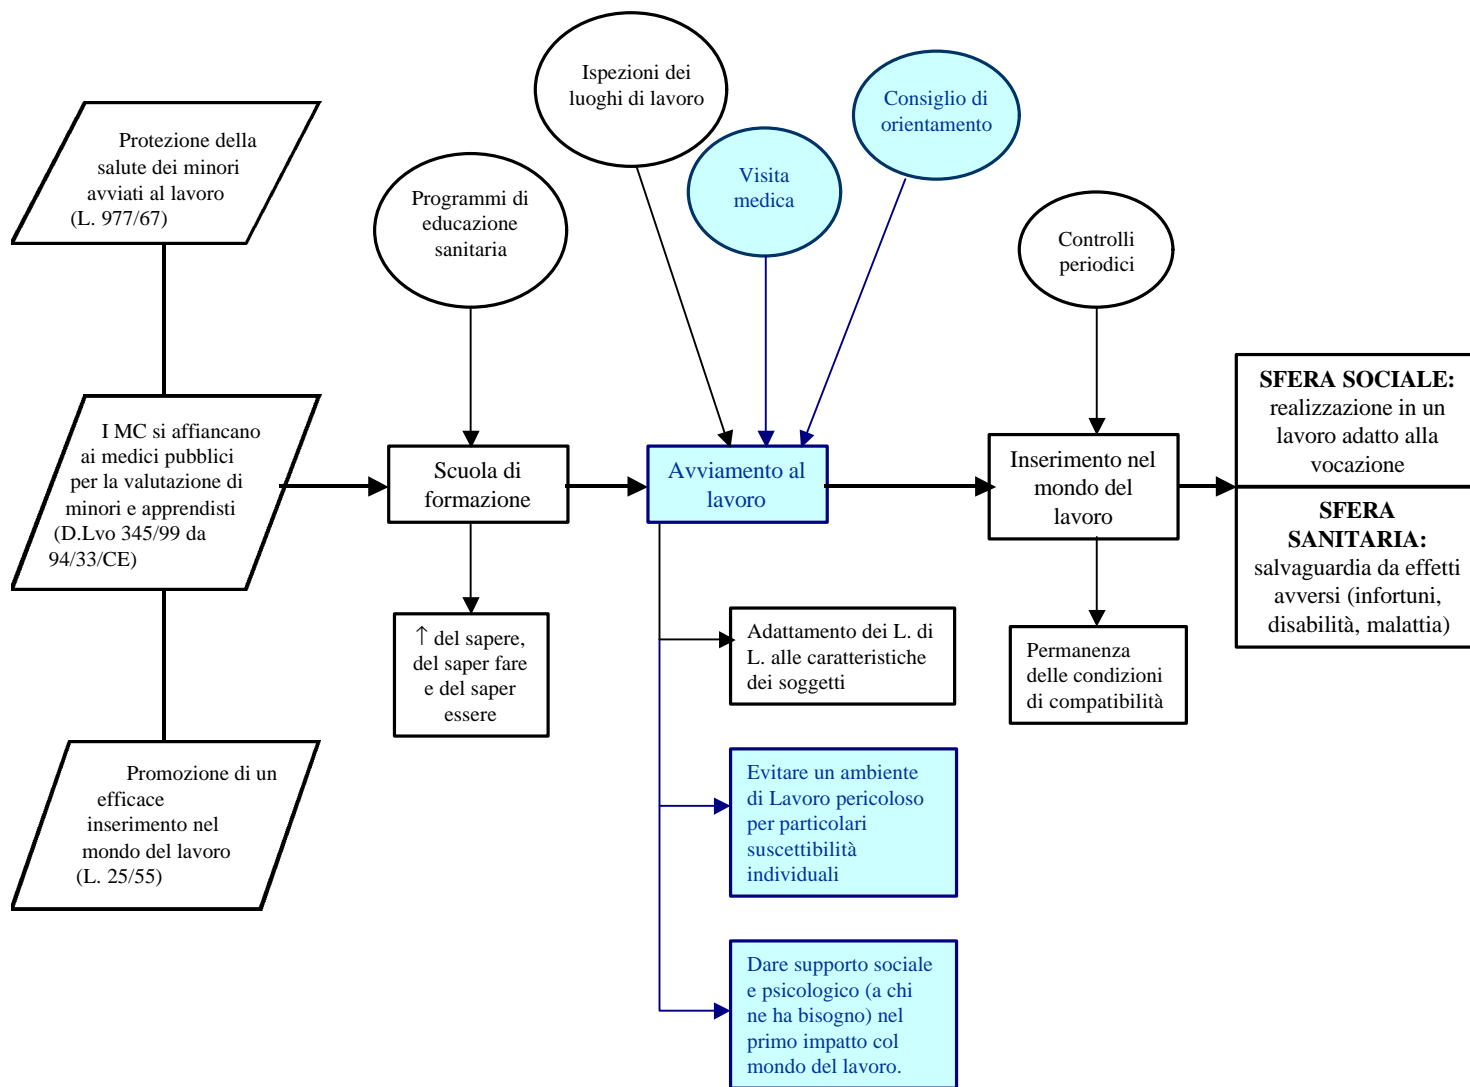 Ispezioni dei
luoghi di lavoro
Consiglio di
orientamento
Visita
medica
Protezione della
salute dei minori
avviati al lavoro
(L. 977/67)
Programmi di
educazione
sanitaria
Controlli
periodici
I MC si affiancano
ai medici pubblici
per la valutazione di
minori e apprendisti
(D.Lvo 345/99 da
94/33/CE)
Scuola di
formazione
Avviamento al
lavoro
Inserimento nel
mondo del
lavoro
SFERA SOCIALE:
realizzazione in un
lavoro adatto alla
vocazione
SFERA
SANITARIA:
salvaguardia da effetti
avversi (infortuni,
disabilità, malattia)
↑ del sapere,
del saper fare
e del saper
essere
Adattamento dei L. di
L. alle caratteristiche
dei soggetti
Permanenza
delle condizioni
di compatibilità
Promozione di un
efficace
inserimento nel
mondo del lavoro
(L. 25/55)
Evitare un ambiente
di Lavoro pericoloso
per particolari
suscettibilità
individuali
Dare supporto sociale
e psicologico (a chi
ne ha bisogno) nel
primo impatto col
mondo del lavoro.